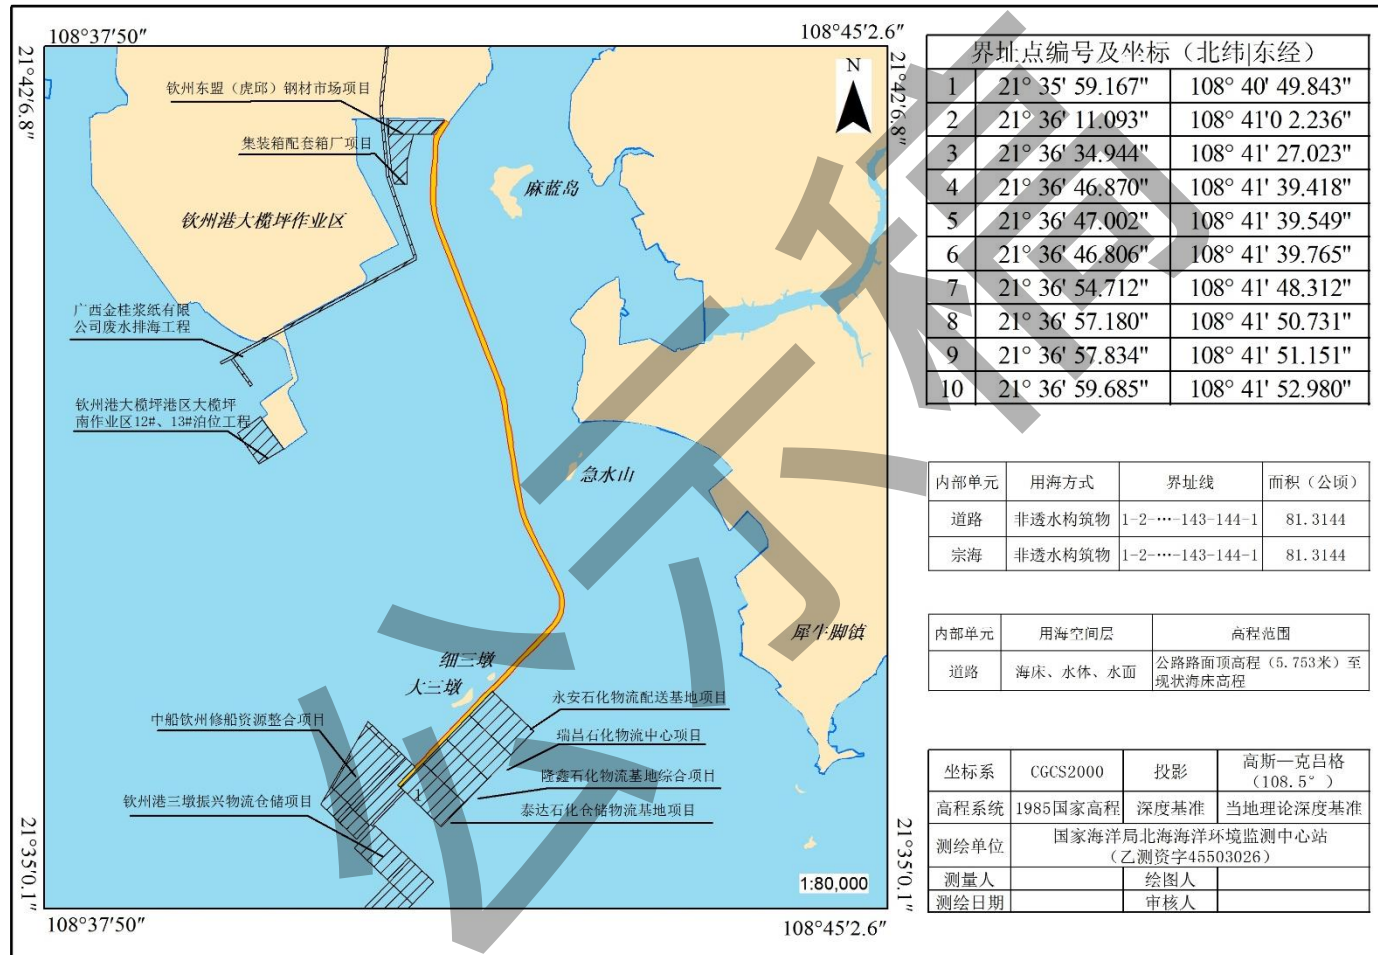 108°37'50"
108°45'2.6"
21°42'6.8"
21°42'6.8"
N
钦州东盟（虎邱）钢材市场项目
集装箱配套箱厂项目
麻蓝岛
钦州港大榄坪作业区
广西金桂浆纸有限
公司废水排海工程
钦州港大榄坪港区大榄坪
南作业区12#、13#泊位工程
急水山
犀牛脚镇
细三墩
大三墩
永安石化物流配送基地项目
中船钦州修船资源整合项目
瑞昌石化物流中心项目
隆鑫石化物流基地综合项目
钦州港三墩振兴物流仓储项目
泰达石化仓储物流基地项目
1
1:80,000
21°35'0.1"
21°35'0.1"
108°37'50"
108°45'2.6"
界址点编号及坐标（北纬|东经）
1 21° 35' 59.167" 108° 40' 49.843"
2 21° 36' 11.093" 108° 41'0 2.236"
3 21° 36' 34.944" 108° 41' 27.023"
4 21° 36' 46.870" 108° 41' 39.418"
5 21° 36' 47.002" 108° 41' 39.549"
6 21° 36' 46.806" 108° 41' 39.765"
7 21° 36' 54.712" 108° 41' 48.312"
8 21° 36' 57.180" 108° 41' 50.731"
9 21° 36' 57.834" 108° 41' 51.151"
10 21° 36' 59.685" 108° 41' 52.980"
内部单元 用海方式 界址线 面积（公顷）
道路 非透水构筑物 1-2-…-143-144-1 81.3144
宗海 非透水构筑物 1-2-…-143-144-1 81.3144
内部单元 用海空间层 高程范围
道路 海床、水体、水面 公路路面顶高程（5.753米）至
现状海床高程
坐标系 CGCS2000 投影 高斯—克吕格
（108.5°）
高程系统 1985国家高程 深度基准 当地理论深度基准
测绘单位 国家海洋局北海海洋环境监测中心站
（乙测资字45503026）
测量人 绘图人
测绘日期 审核人
公示稿